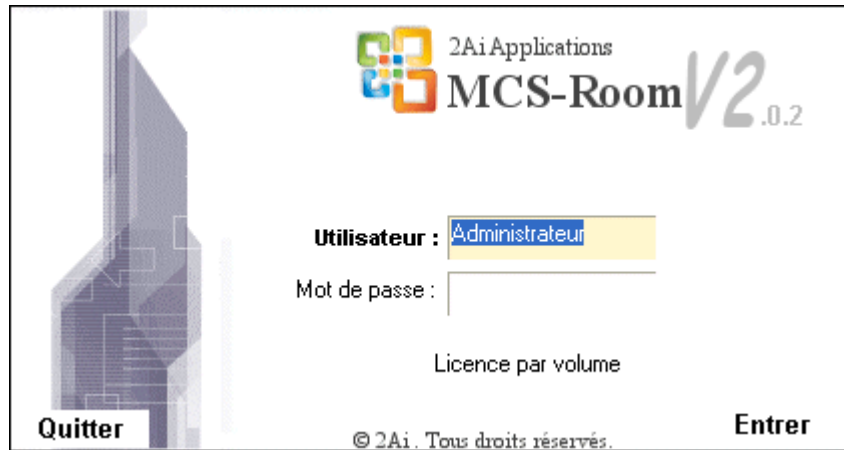 2Ai Applications
MCS-Room V2.0.2
Utilisateur : Administrateur
Mot de passe :
Licence par volume
Quitter
Entrer
© 2Ai . Tous droits réservés.